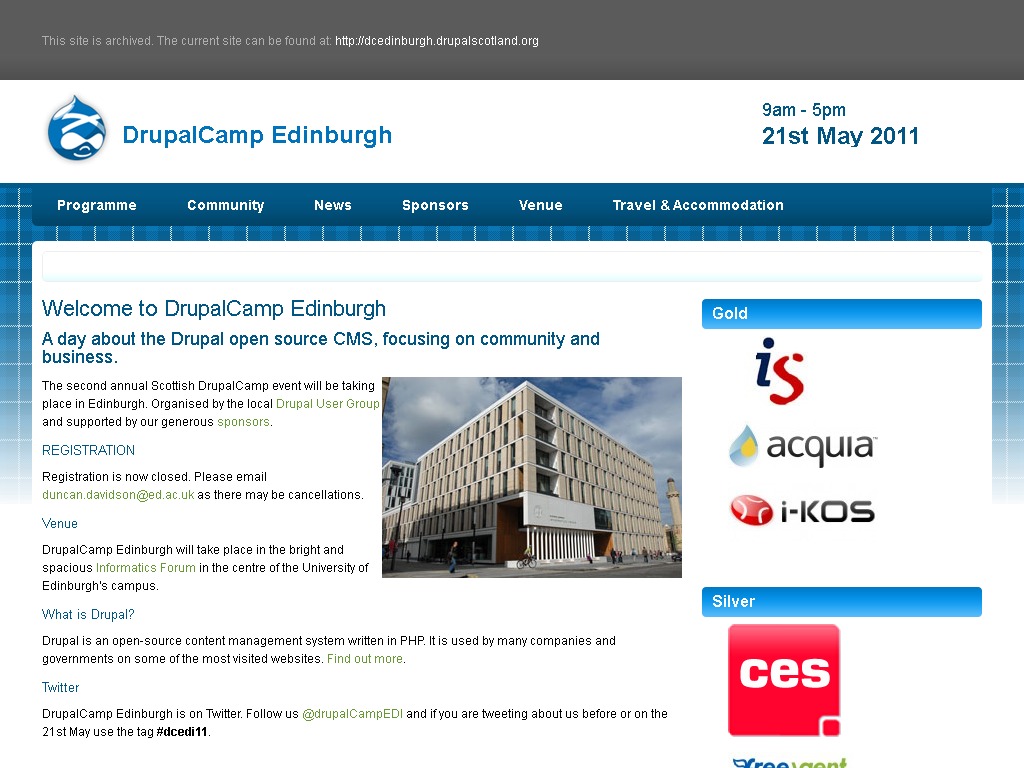 This site is archived. The current site can be found at: http://dcedinburgh.drupalscotland.org
DrupalCamp Edinburgh
9am - 5pm
21st May 2011
Programme Community News Sponsors Venue Travel & Accommodation
Welcome to DrupalCamp Edinburgh
A day about the Drupal open source CMS, focusing on community and
business.
The second annual Scottish DrupalCamp event will be taking
place in Edinburgh. Organised by the local Drupal User Group
and supported by our generous sponsors.
REGISTRATION
Registration is now closed. Please email
duncan.davidson@ed.ac.uk as there may be cancellations.
Venue
DrupalCamp Edinburgh will take place in the bright and
spacious Informatics Forum in the centre of the University of
Edinburgh's campus.
What is Drupal?
Drupal is an open-source content management system written in PHP. It is used by many companies and
governments on some of the most visited websites. Find out more.
Twitter
DrupalCamp Edinburgh is on Twitter. Follow us @drupalCampEDI and if you are tweeting about us before or on the
21st May use the tag #dcedi11.
Gold
is
acquia™
i-KOS
Silver
ces